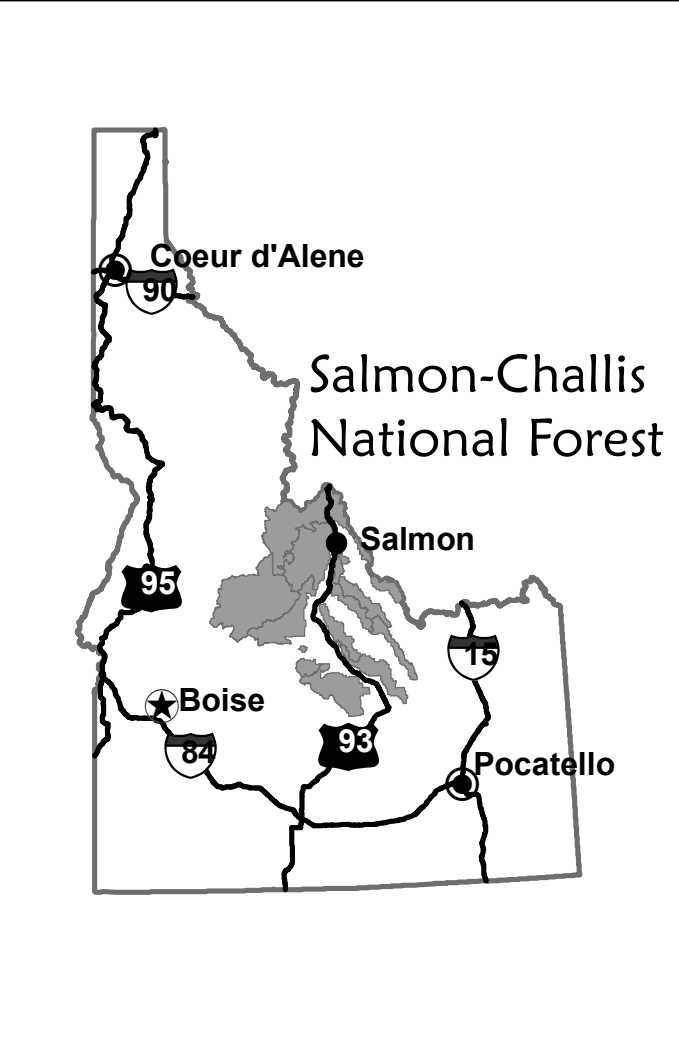 Coeur d'Alene
90
Salmon-Challis
National Forest
Salmon
95
15
Boise
93
84
Pocatello